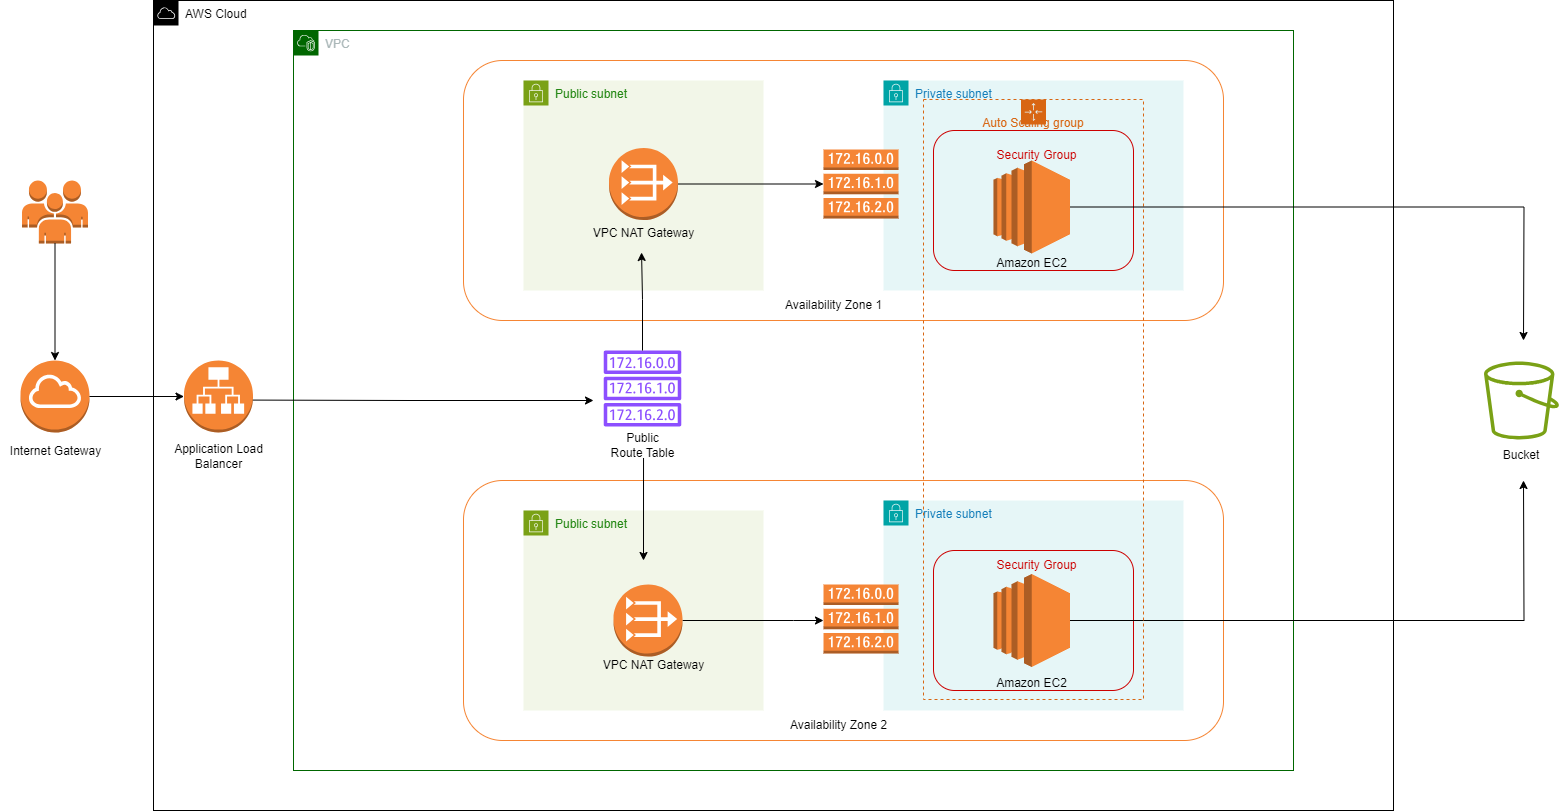 AWS Cloud
VPC
Public subnet
Private subnet
Auto Scaling group
Security Group
172.16.0.0
172.16.1.0
172.16.2.0
VPC NAT Gateway
Amazon EC2
Availability Zone 1
172.16.0.0
172.16.1.0
172.16.2.0
Public
Route Table
Internet Gateway
Application Load
Balancer
Bucket
Public subnet
Private subnet
Security Group
172.16.0.0
172.16.1.0
172.16.2.0
VPC NAT Gateway
Amazon EC2
Availability Zone 2